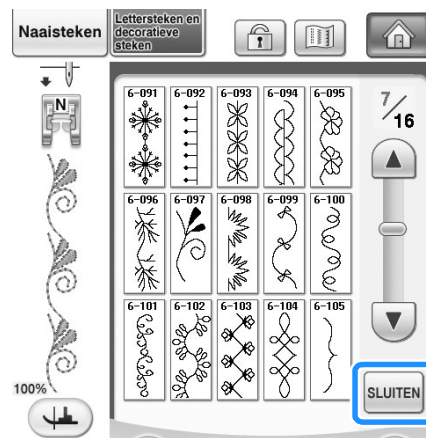 Naaisteken
Lettersteken en
decoratieve
steken
N
100%
6-091 6-092 6-093 6-094 6-095
6-096 6-097 6-098 6-099 6-100
6-101 6-102 6-103 6-104 6-105
7/16
SLUITEN